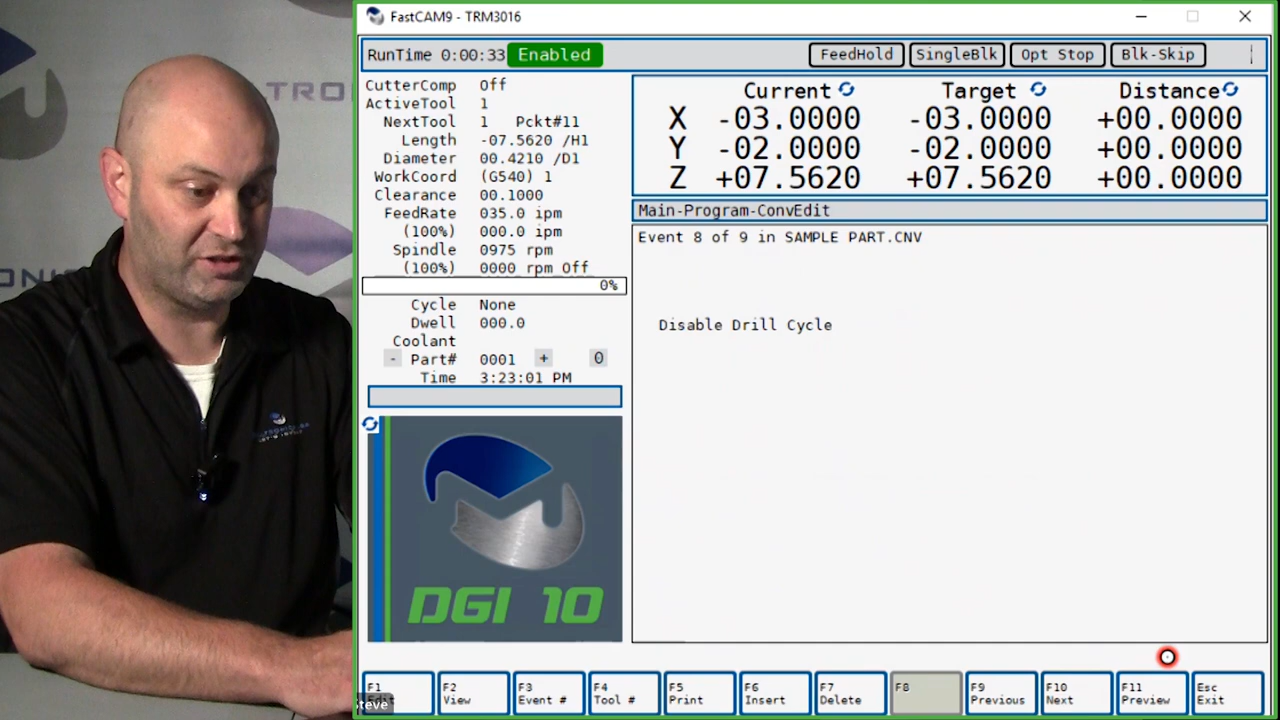 FastCAM9 - TRM3016
RunTime 0:00:33 Enabled
FeedHold SingleBlk Opt Stop Blk-Skip
CutterComp Off
ActiveTool 1
NextTool 1 Pckt#11
Length -07.5620 /H1
Diameter 00.4210 /D1
WorkCoord (G540) 1
Clearance 00.1000
FeedRate 035.0 ipm
(100%) 000.0 ipm
Spindle 0975 rpm
(100%) 0000 rpm Off
0%
Cycle None
Dwell 000.0
Coolant
- Part# 0001 + 0
Time 3:23:01 PM
Current Target Distance
X -03.0000 -03.0000 +00.0000
Y -02.0000 -02.0000 +00.0000
Z +07.5620 +07.5620 +00.0000
Main-Program-ConvEdit
Event 8 of 9 in SAMPLE PART.CNV
Disable Drill Cycle
DGI 10
F1 Edit
F2 View
F3 Event #
F4 Tool #
F5 Print
F6 Insert
F7 Delete
F8
F9 Previous
F10 Next
F11 Preview
Esc Exit